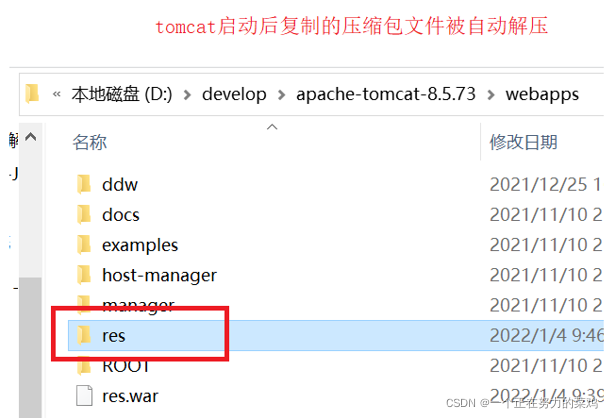 tomcat启动后复制的压缩包文件被自动解压
« 本地磁盘 (D:) > develop > apache-tomcat-8.5.73 > webapps
名称 修改日期
ddw 2021/12/25 1
docs 2021/11/10 2
examples 2021/11/10 2
host-manager 2021/11/10 2
manager 2021/11/10 2
res 2022/1/4 9:46
ROOT 2021/11/10 2
res.war 2022/1/4 9:39
CSDN @一个正在努力的菜鸡